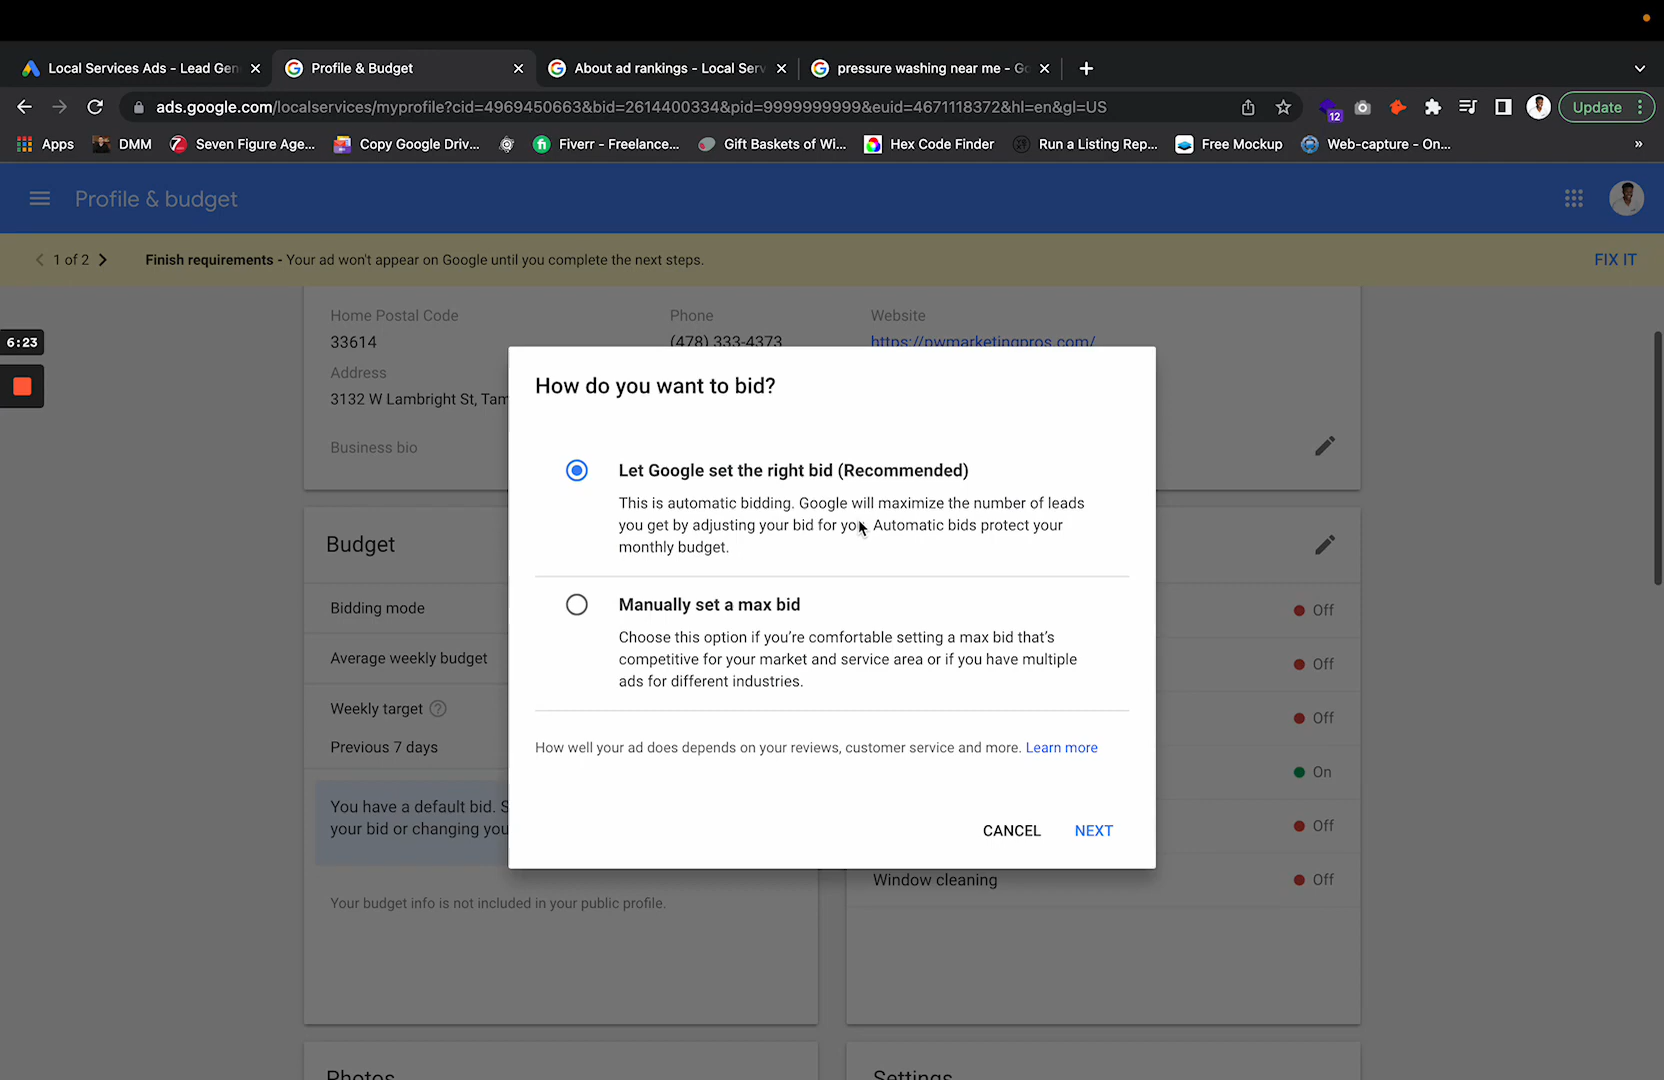 Local Services Ads - Lead Gen
Profile & Budget
About ad rankings - Local Serv
pressure washing near me - Go
ads.google.com/localservices/myprofile?cid=4969450663&bid=2614400334&pid=9999999999&euid=4671118372&hl=en&gl=US
12
Update
Apps
DMM
Seven Figure Age...
Copy Google Driv...
Fiverr - Freelance...
Gift Baskets of Wi...
Hex Code Finder
Run a Listing Rep...
Free Mockup
Web-capture - On...
»
Profile & budget
1 of 2
Finish requirements - Your ad won't appear on Google until you complete the next steps.
FIX IT
6:23
Home Postal Code
33614
Phone
(478) 333-4373
Website
https://pwmarketingpros.com/
Address
3132 W Lambright St, Tam
Business bio
How do you want to bid?
Let Google set the right bid (Recommended)
This is automatic bidding. Google will maximize the number of leads
you get by adjusting your bid for you. Automatic bids protect your
monthly budget.
Manually set a max bid
Choose this option if you're comfortable setting a max bid that's
competitive for your market and service area or if you have multiple
ads for different industries.
How well your ad does depends on your reviews, customer service and more. Learn more
CANCEL
NEXT
Budget
Bidding mode
Average weekly budget
Weekly target ?
Previous 7 days
You have a default bid. S
your bid or changing you
Your budget info is not included in your public profile.
Off
Off
Off
On
Off
Window cleaning
Off
Photos
Settings